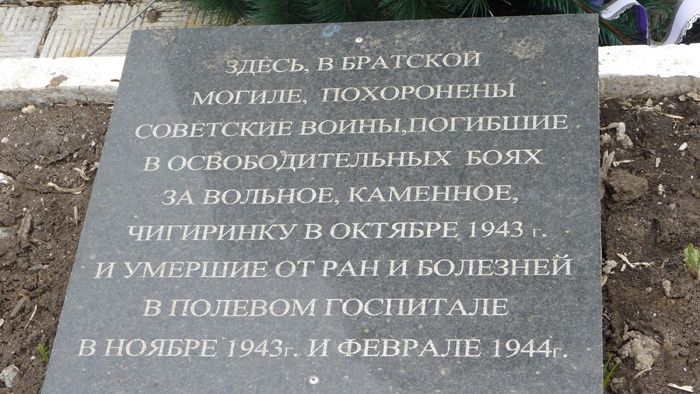 ЗДЕСЬ, В БРАТСКОЙ
МОГИЛЕ, ПОХОРОНЕНЫ
СОВЕТСКИЕ ВОИНЫ,ПОГИБШИЕ
В ОСВОБОДИТЕЛЬНЫХ БОЯХ
ЗА ВОЛЬНОЕ, КАМЕННОЕ,
ЧИГИРИНКУ В ОКТЯБРЕ 1943 г.
И УМЕРШИЕ ОТ РАН И БОЛЕЗНЕЙ
В ПОЛЕВОМ ГОСПИТАЛЕ
В НОЯБРЕ 1943г. И ФЕВРАЛЕ 1944г.